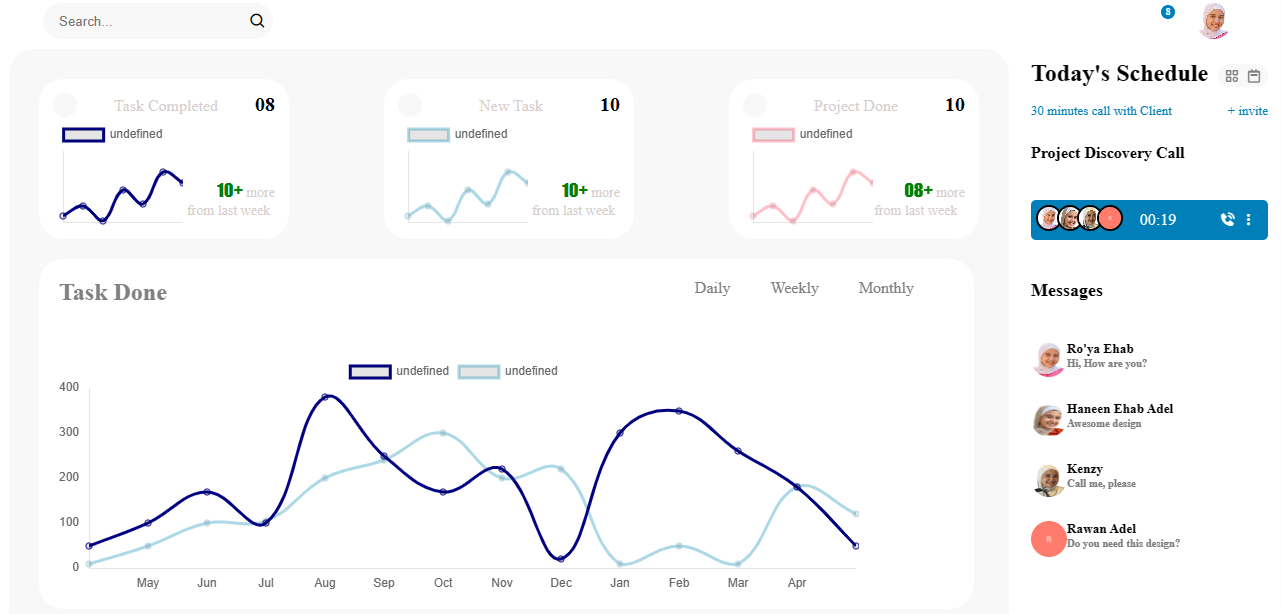 Search...
8
Task Completed 08
undefined
10+ more
from last week
New Task 10
undefined
10+ more
from last week
Project Done 10
undefined
08+ more
from last week
Task Done
Daily Weekly Monthly
undefined undefined
400
300
200
100
0
May Jun Jul Aug Sep Oct Nov Dec Jan Feb Mar Apr
Today's Schedule
30 minutes call with Client + invite
Project Discovery Call
00:19
Messages
Ro'ya Ehab
Hi, How are you?
Haneen Ehab Adel
Awesome design
Kenzy
Call me, please
R
Rawan Adel
Do you need this design?